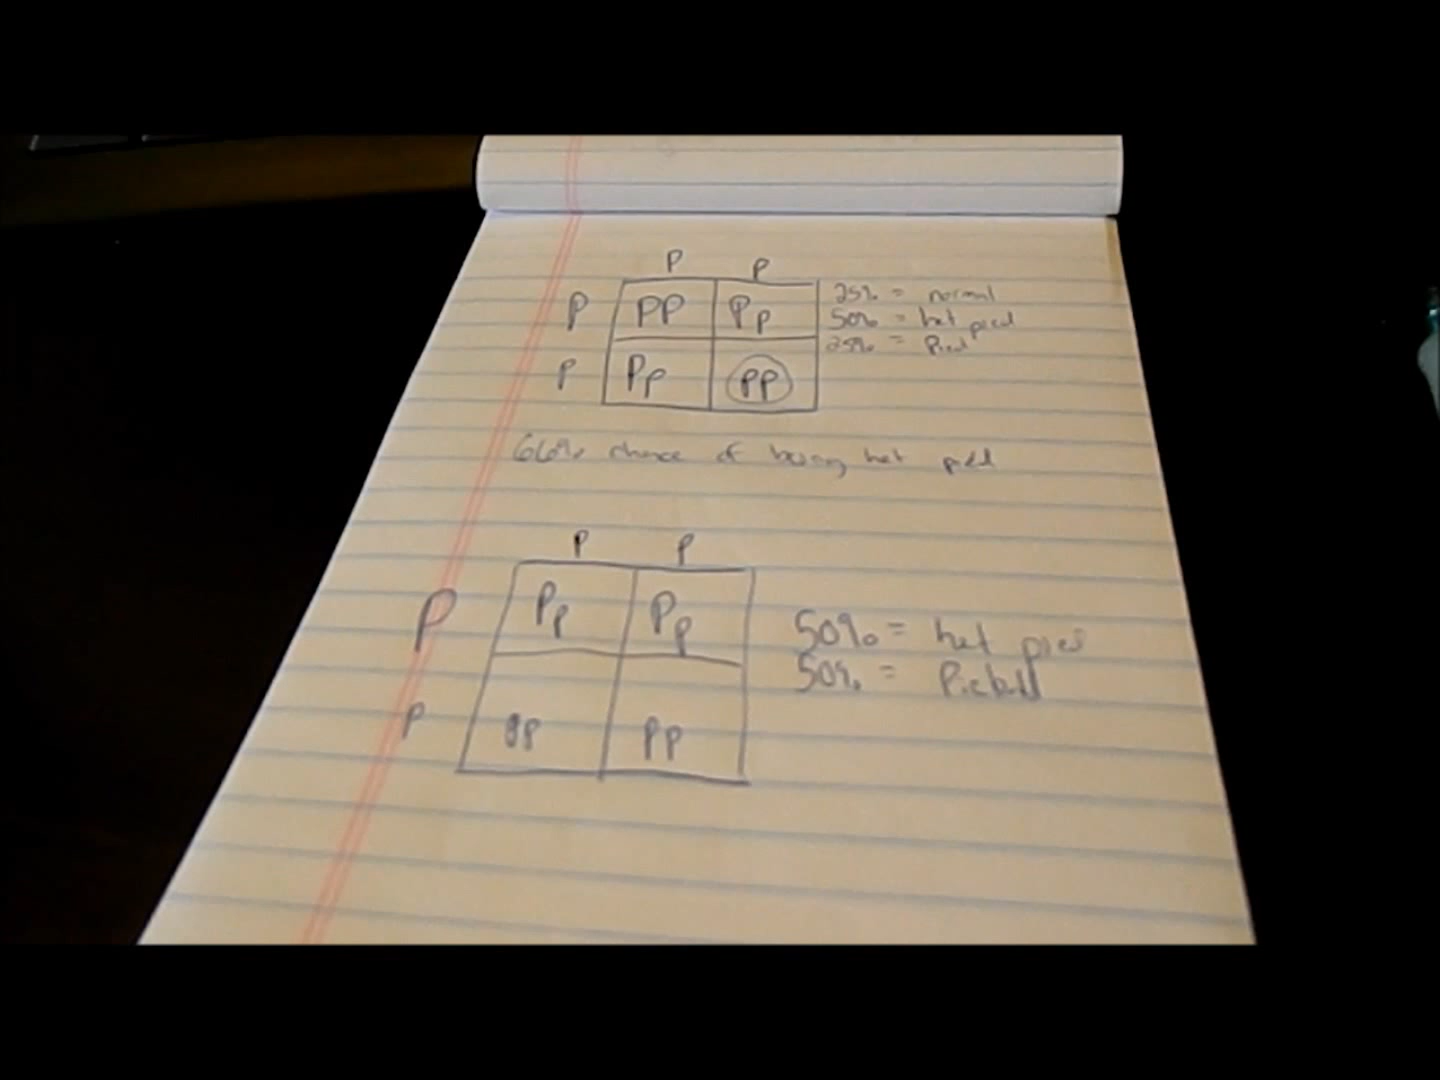 P p
P PP Pp 25% = normal
50% = het pied
p Pp pp 25% = Pied
66% chance of being het pied
p p
P Pp Pp 50% = het pied
50% = Piebald
p pp pp